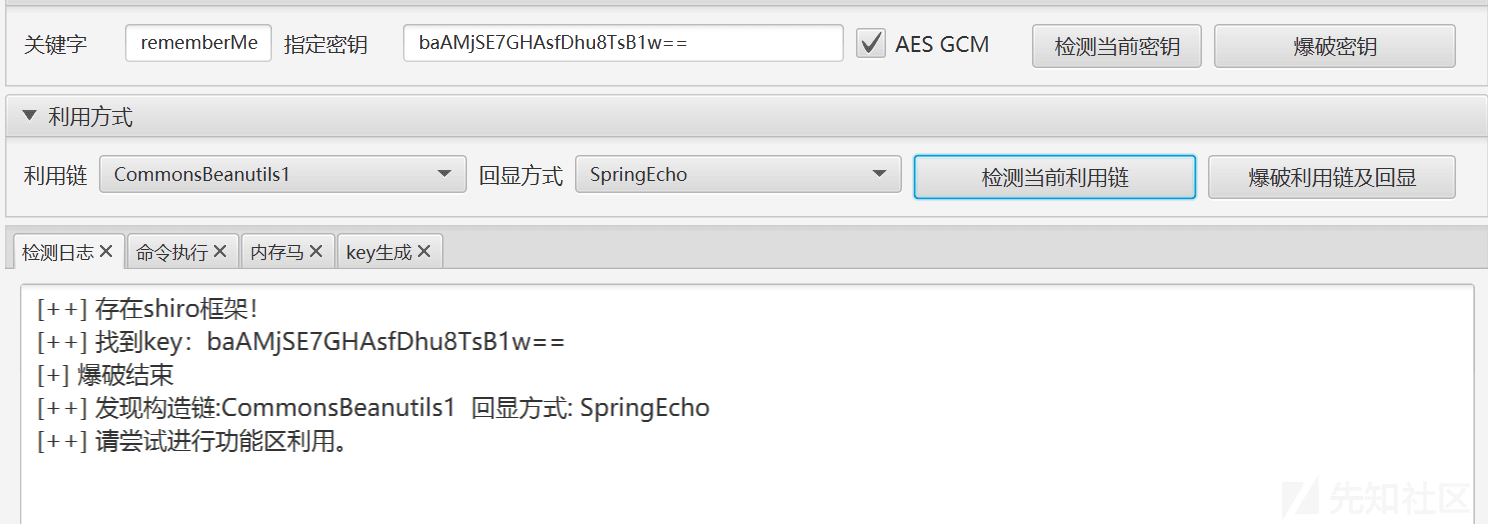 关键字 rememberMe 指定密钥 baAMjSE7GHAsfDhu8TsB1w== AES GCM 检测当前密钥 爆破密钥
利用方式
利用链 CommonsBeanutils1 回显方式 SpringEcho 检测当前利用链 爆破利用链及回显
检测日志 命令执行 内存马 key生成
[++] 存在shiro框架!
[++] 找到key：baAMjSE7GHAsfDhu8TsB1w==
[+] 爆破结束
[++] 发现构造链:CommonsBeanutils1 回显方式: SpringEcho
[++] 请尝试进行功能区利用。
先知社区